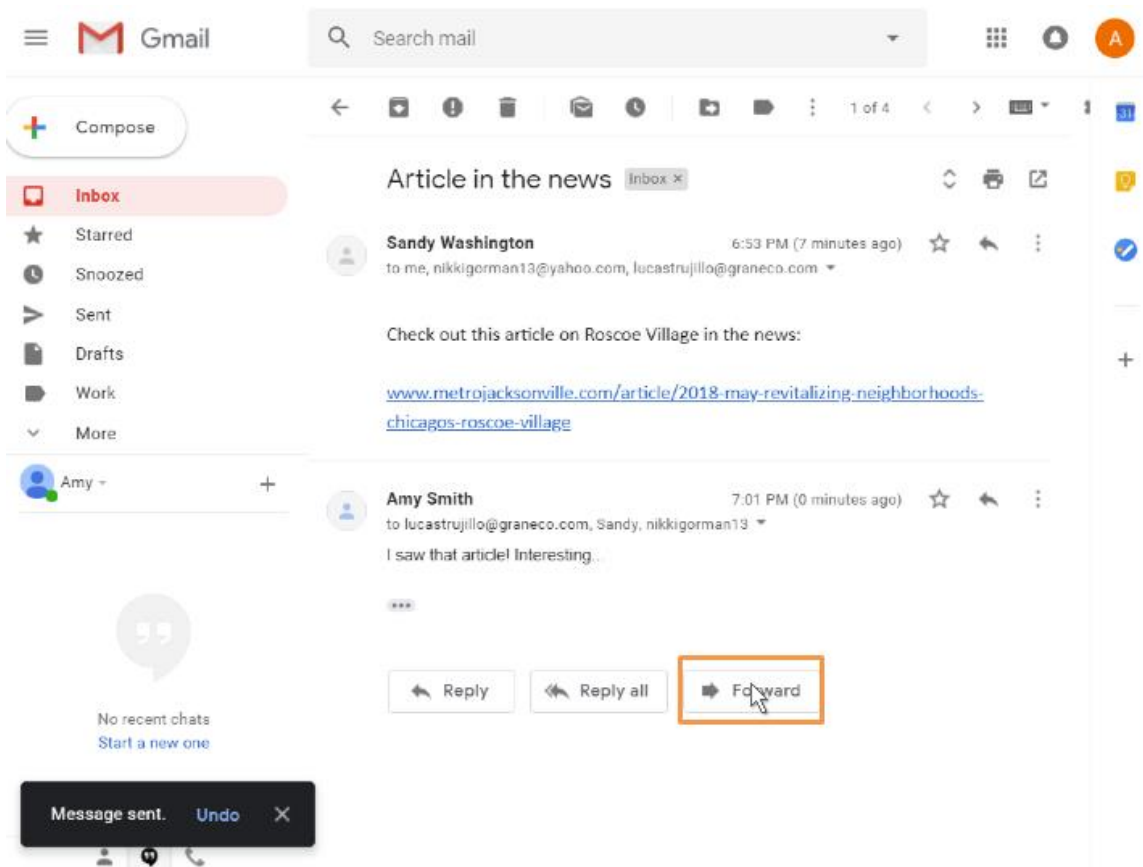 Gmail
Search mail
A
Compose
1 of 4
31
Inbox
Starred
Snoozed
Sent
Drafts
Work
More
Amy
Article in the news Inbox ×
Sandy Washington 6:53 PM (7 minutes ago)
to me, nikkigorman13@yahoo.com, lucastrujillo@graneco.com
Check out this article on Roscoe Village in the news:
www.metrojacksonville.com/article/2018-may-revitalizing-neighborhoods-
chicagos-roscoe-village
Amy Smith 7:01 PM (0 minutes ago)
to lucastrujillo@graneco.com, Sandy, nikkigorman13
I saw that article! Interesting...
Reply Reply all Forward
No recent chats
Start a new one
Message sent. Undo